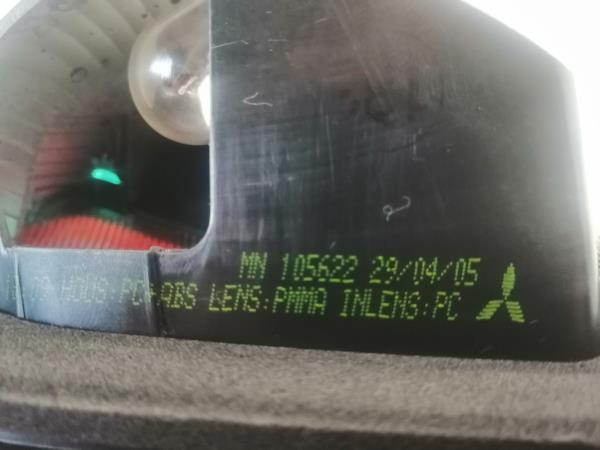 MN 105622 29/04/05
HOUS:PC+ABS LENS:PMMA INLENS:PC